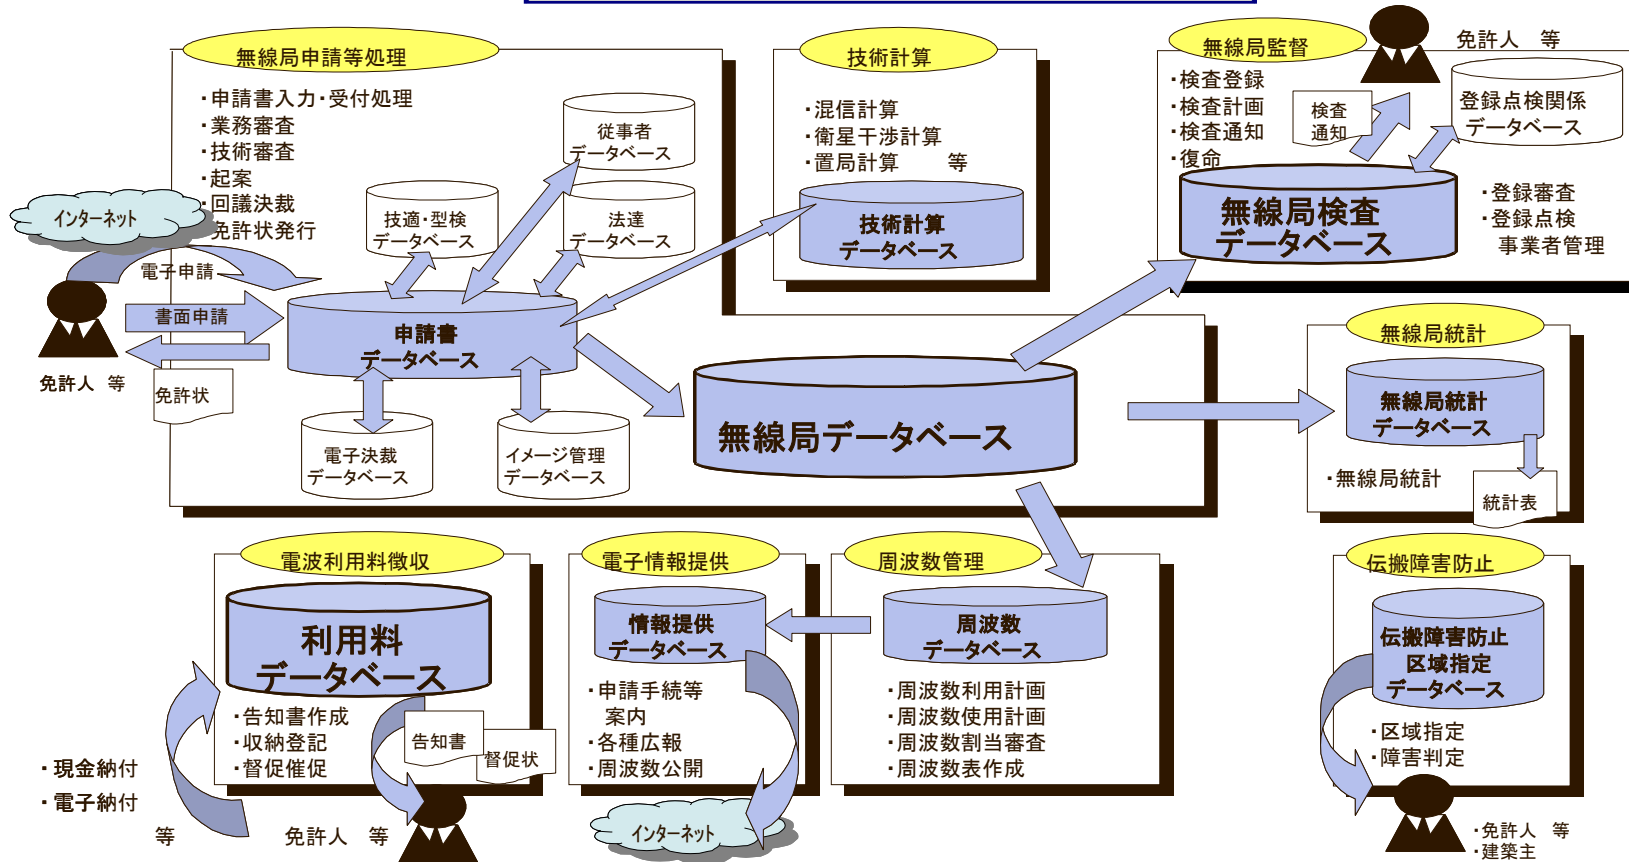 無線局申請等処理
・申請書入力・受付処理
・業務審査
・技術審査
・起案
・回議決裁
免許状発行
インターネット
電子申請
書面申請
免許人 等
免許状
従事者
データベース
技適・型検
データベース
法達
データベース
申請書
データベース
電子決裁
データベース
イメージ管理
データベース
技術計算
・混信計算
・衛星干渉計算
・置局計算 等
技術計算
データベース
無線局データベース
無線局監督
・検査登録
・検査計画
・検査通知
・復命
免許人 等
検査
通知
登録点検関係
データベース
無線局検査
データベース
・登録審査
・登録点検
事業者管理
無線局統計
無線局統計
データベース
・無線局統計
統計表
電波利用料徴収
利用料
データベース
・告知書作成
・収納登記
・督促催促
告知書
督促状
・現金納付
・電子納付
等
免許人 等
電子情報提供
情報提供
データベース
・申請手続等
案内
・各種広報
・周波数公開
インターネット
周波数管理
周波数
データベース
・周波数利用計画
・周波数使用計画
・周波数割当審査
・周波数表作成
伝搬障害防止
伝搬障害防止
区域指定
データベース
・区域指定
・障害判定
・免許人 等
・建築主